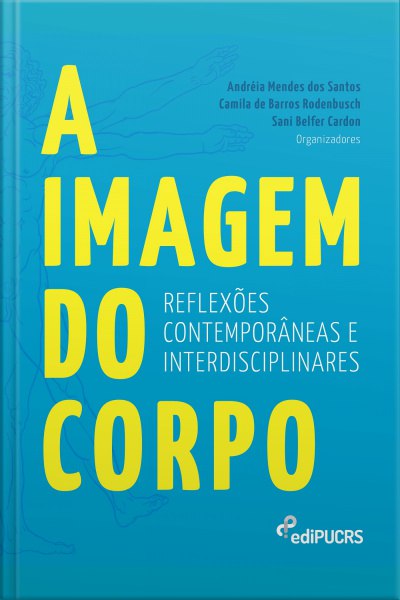 Andréia Mendes dos Santos
Camila de Barros Rodenbusch
Sani Belfer Cardon
Organizadores
A
IMAGEM
DO
CORPO
REFLEXÕES
CONTEMPORÂNEAS E
INTERDISCIPLINARES
ediPUCRS